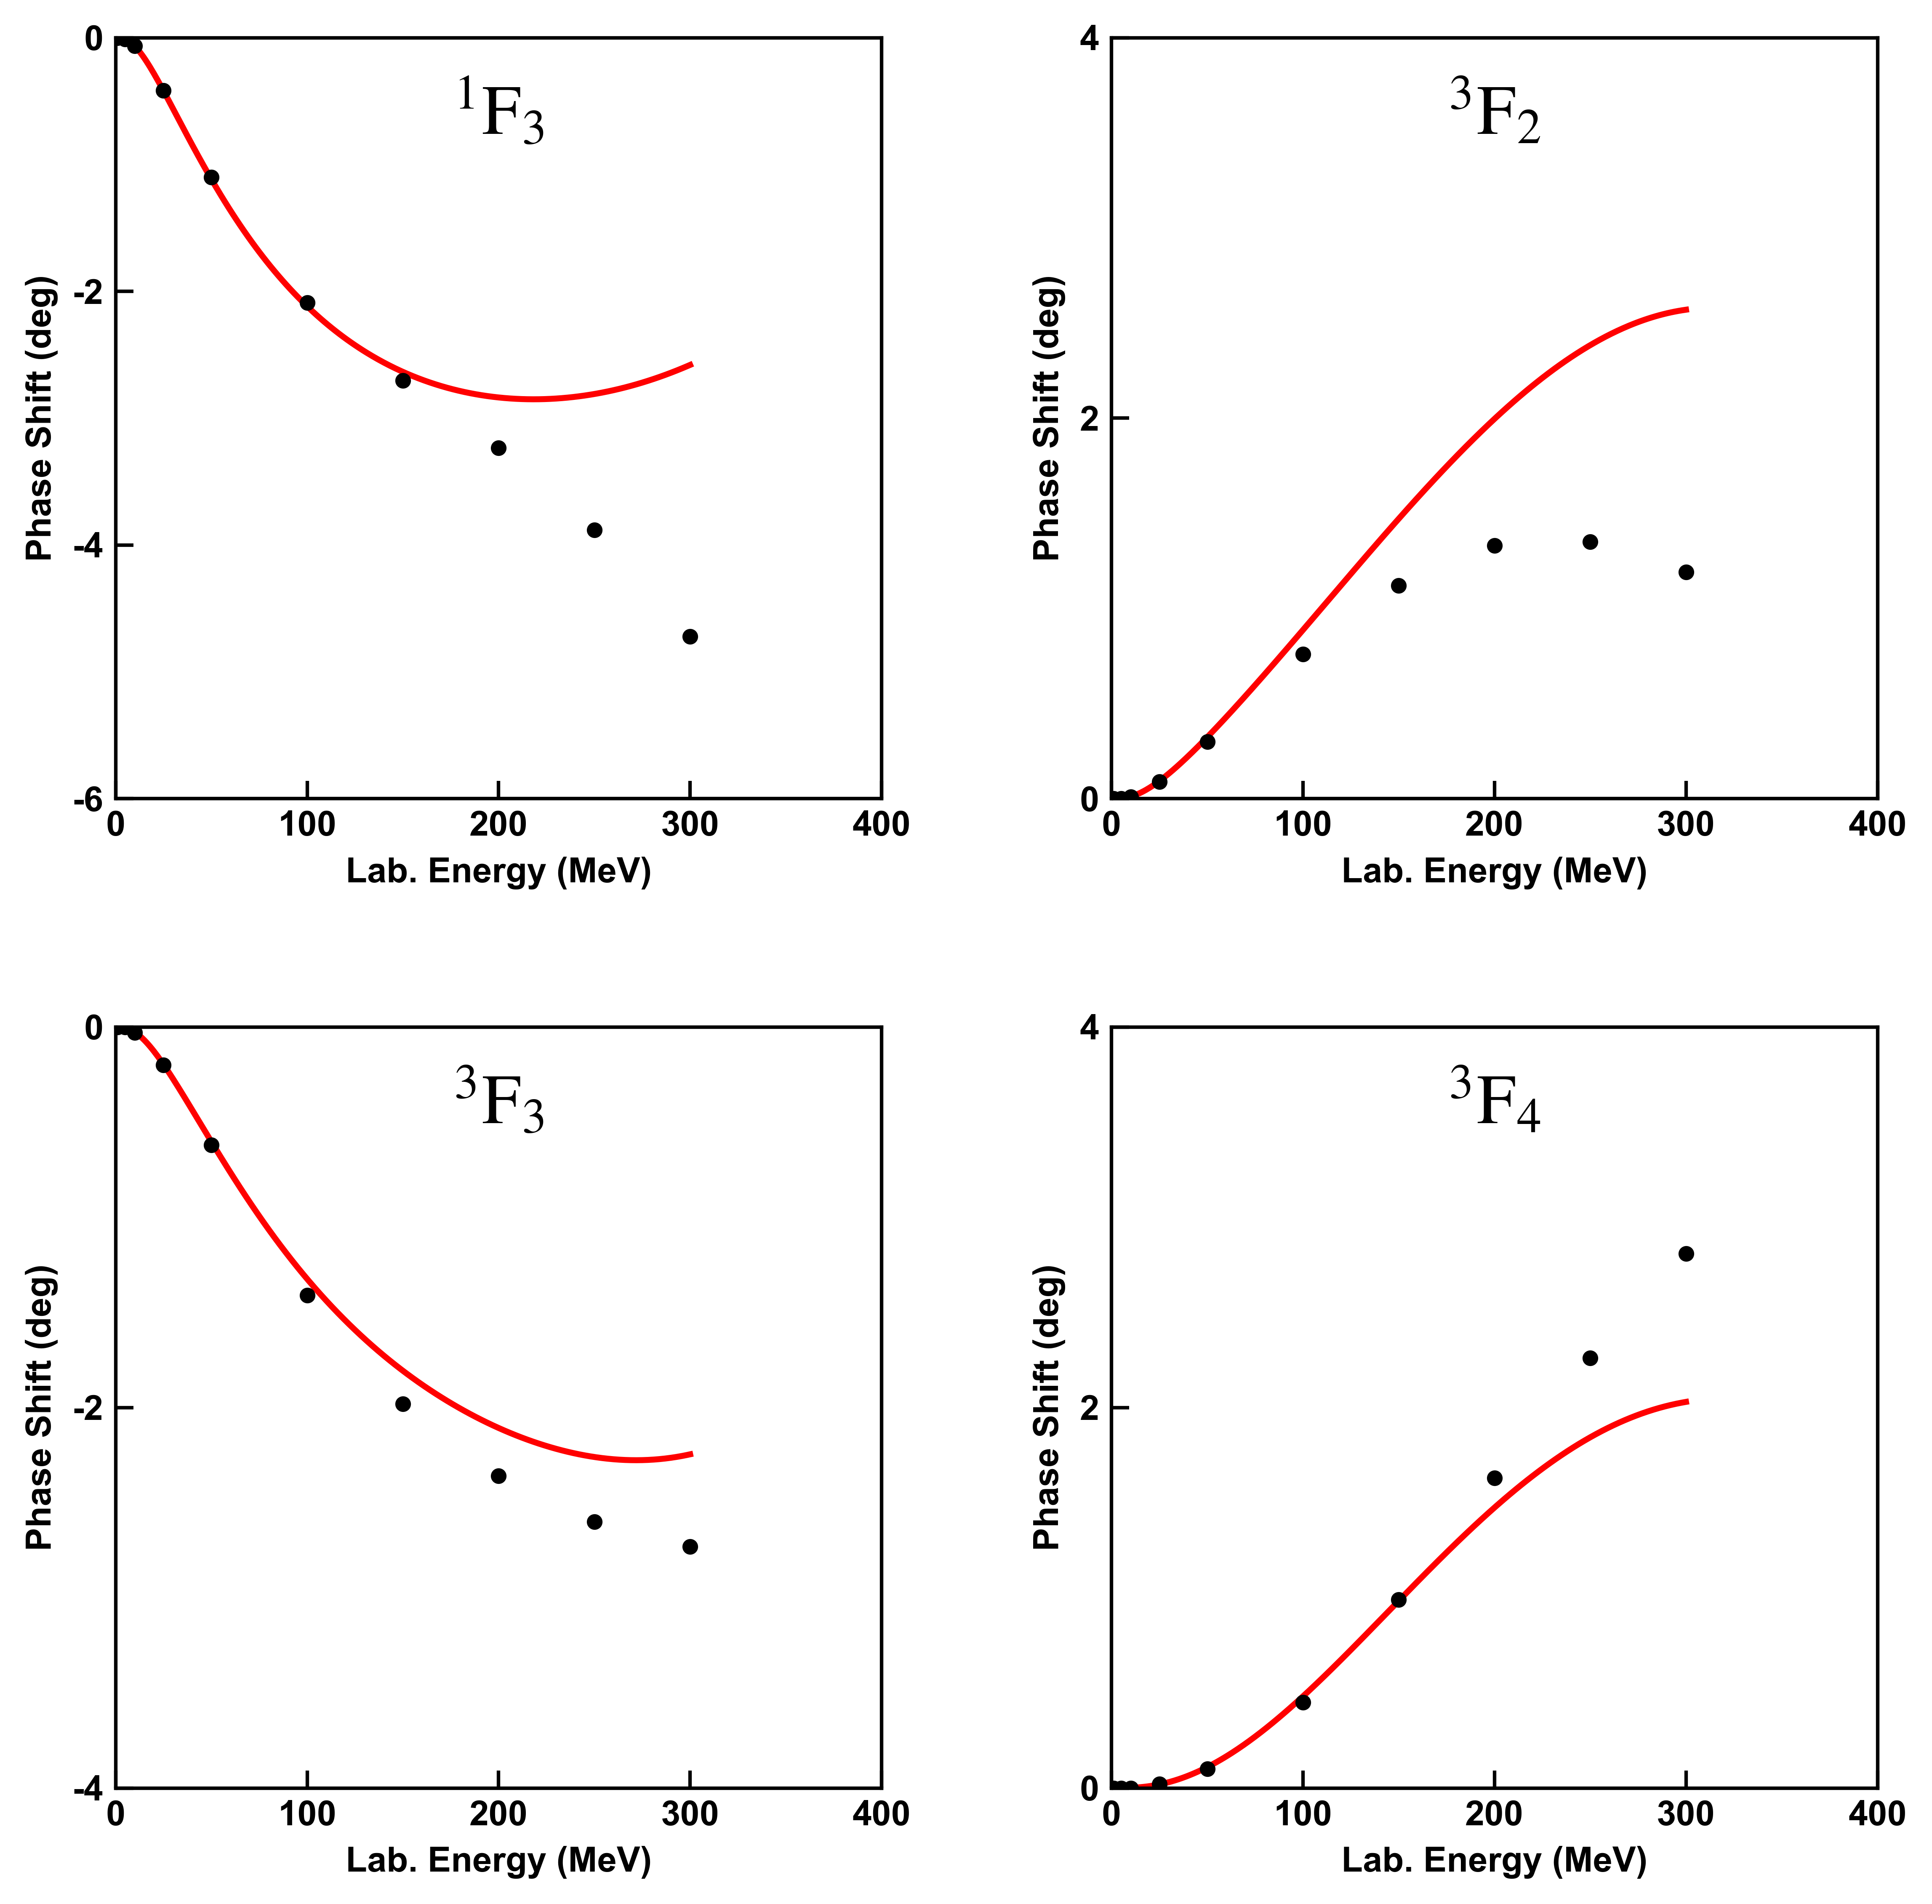 0
-2
-4
-6
Phase Shift (deg)
¹F₃
0 100 200 300 400
Lab. Energy (MeV)
4
2
0
Phase Shift (deg)
³F₂
0 100 200 300 400
Lab. Energy (MeV)
0
-2
-4
Phase Shift (deg)
³F₃
0 100 200 300 400
Lab. Energy (MeV)
4
2
0
Phase Shift (deg)
³F₄
0 100 200 300 400
Lab. Energy (MeV)